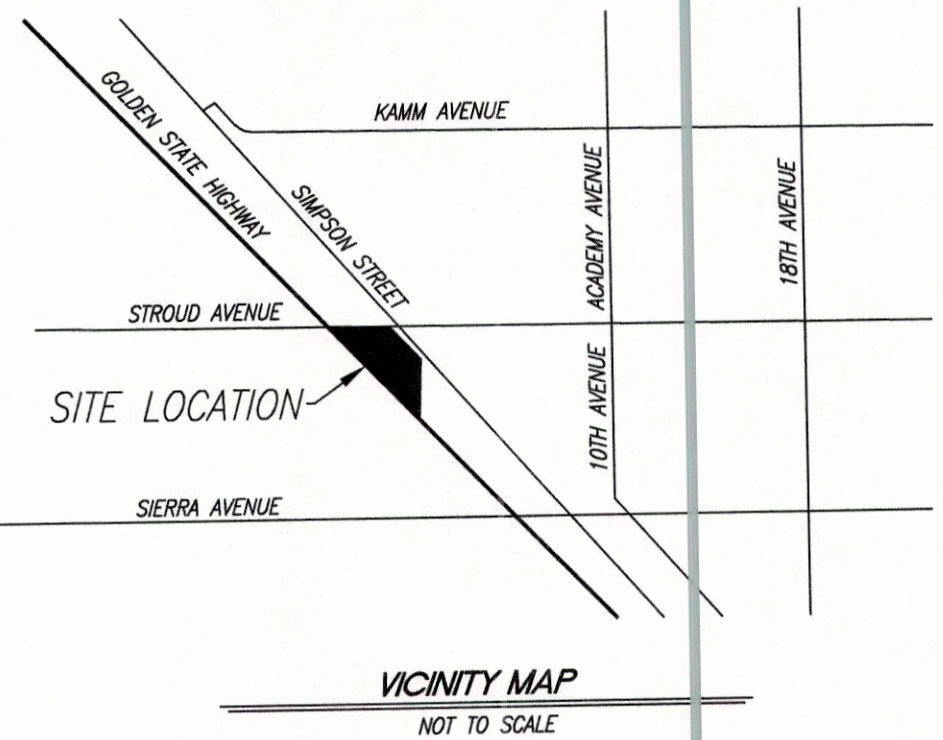 KAMM AVENUE
GOLDEN STATE HIGHWAY
SIMPSON STREET
ACADEMY AVENUE
18TH AVENUE
STROUD AVENUE
10TH AVENUE
SITE LOCATION
SIERRA AVENUE
VICINITY MAP
NOT TO SCALE